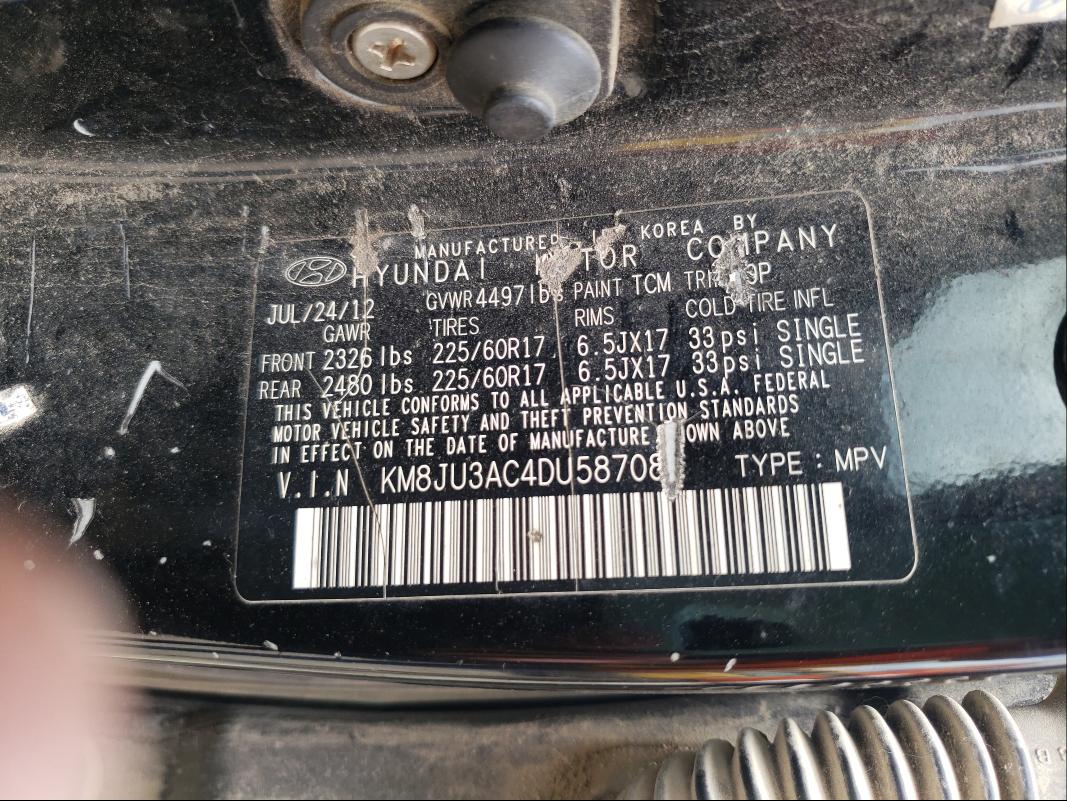 MANUFACTURED IN KOREA BY
HYUNDAI MOTOR COMPANY
JUL/24/12 GVWR 4497 lbs PAINT TCM
GAWR TIRES RIMS COLD TIRE INFL
FRONT 2326 lbs 225/60R17 6.5JX17 33psi SINGLE
REAR 2480 lbs 225/60R17 6.5JX17 33psi SINGLE
THIS VEHICLE CONFORMS TO ALL APPLICABLE U.S.A. FEDERAL
MOTOR VEHICLE SAFETY AND THEFT PREVENTION STANDARDS
IN EFFECT ON THE DATE OF MANUFACTURE SHOWN ABOVE
V.I.N TYPE : MPV